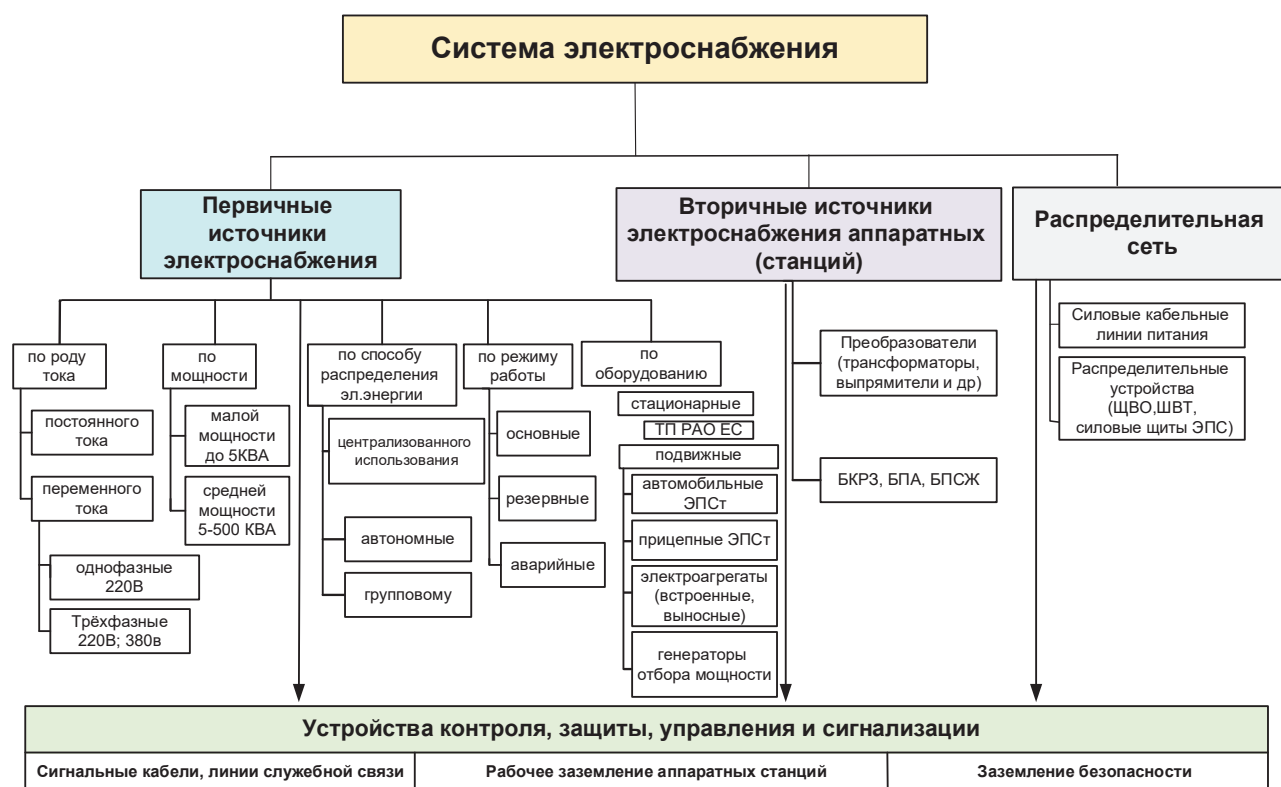 Система электроснабжения
Первичные
источники
электроснабжения
Вторичные источники
электроснабжения аппаратных
(станций)
Распределительная
сеть
по роду
тока
постоянного
тока
переменного
тока
однофазные
220В
Трёхфазные
220В; 380в
по
мощности
малой
мощности
до 5КВА
средней
мощности
5-500 КВА
по способу
распределения
эл.энергии
централизованного
использования
автономные
групповому
по режиму
работы
основные
резервные
аварийные
по
оборудованию
стационарные
ТП РАО ЕС
подвижные
автомобильные
ЭПСт
прицепные ЭПСт
электроагрегаты
(встроенные,
выносные)
генераторы
отбора мощности
Преобразователи
(трансформаторы,
выпрямители и др)
БКРЗ, БПА, БПСЖ
Силовые кабельные
линии питания
Распределительные
устройства
(ЩВО,ШВТ,
силовые щиты ЭПС)
Устройства контроля, защиты, управления и сигнализации
Сигнальные кабели, линии служебной связи
Рабочее заземление аппаратных станций
Заземление безопасности